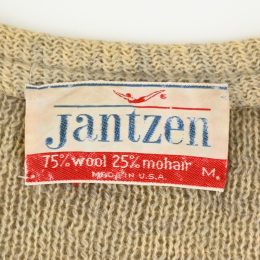 jantzen
75% wool 25% mohair M.
MADE IN U.S.A.